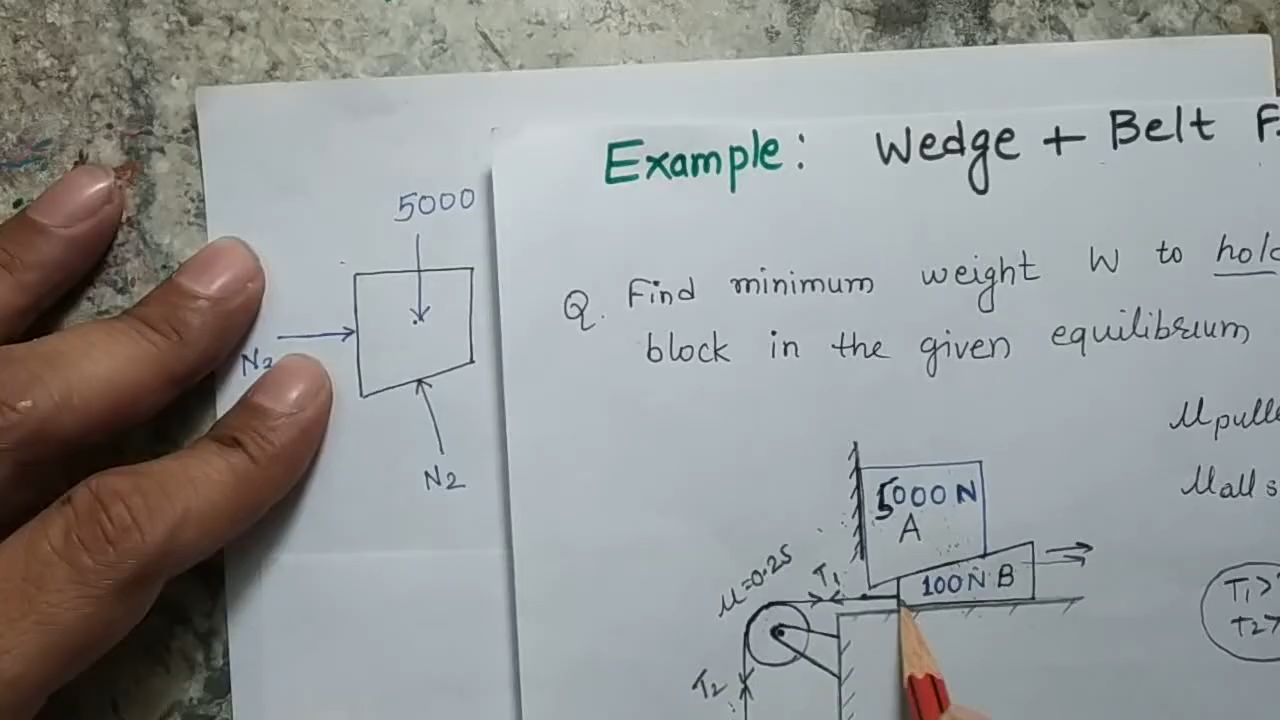 Example: Wedge + Belt
Q. Find minimum weight W to
block in the given equilibrium
5000
N2
N2
5000 N
A
100 N B
μ=0.25
T1
T2
T1>
T2>